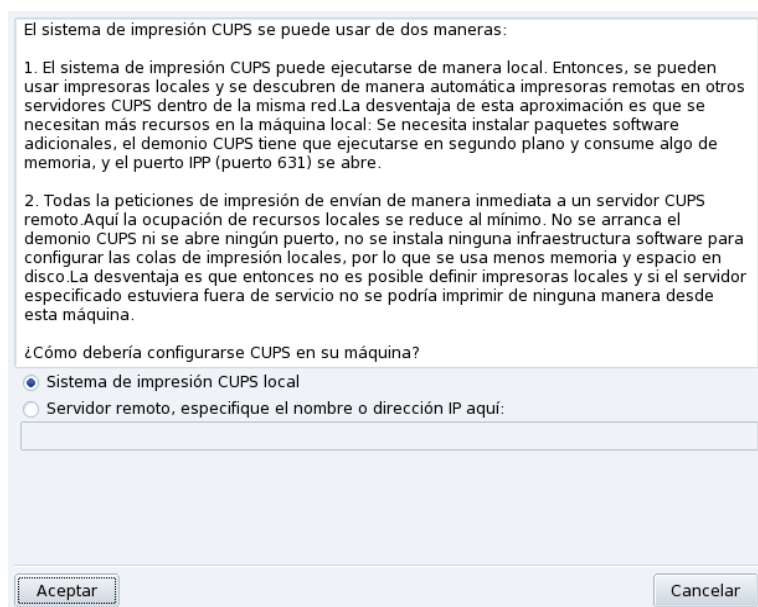 El sistema de impresión CUPS se puede usar de dos maneras:
1. El sistema de impresión CUPS puede ejecutarse de manera local. Entonces, se pueden
usar impresoras locales y se descubren de manera automática impresoras remotas en otros
servidores CUPS dentro de la misma red.La desventaja de esta aproximación es que se
necesitan más recursos en la máquina local: Se necesita instalar paquetes software
adicionales, el demonio CUPS tiene que ejecutarse en segundo plano y consume algo de
memoria, y el puerto IPP (puerto 631) se abre.
2. Todas la peticiones de impresión de envían de manera inmediata a un servidor CUPS
remoto.Aquí la ocupación de recursos locales se reduce al mínimo. No se arranca el
demonio CUPS ni se abre ningún puerto, no se instala ninguna infraestructura software para
configurar las colas de impresión locales, por lo que se usa menos memoria y espacio en
disco.La desventaja es que entonces no es posible definir impresoras locales y si el servidor
especificado estuviera fuera de servicio no se podría imprimir de ninguna manera desde
esta máquina.
¿Cómo debería configurarse CUPS en su máquina?
Sistema de impresión CUPS local
Servidor remoto, especifique el nombre o dirección IP aquí:
Aceptar
Cancelar